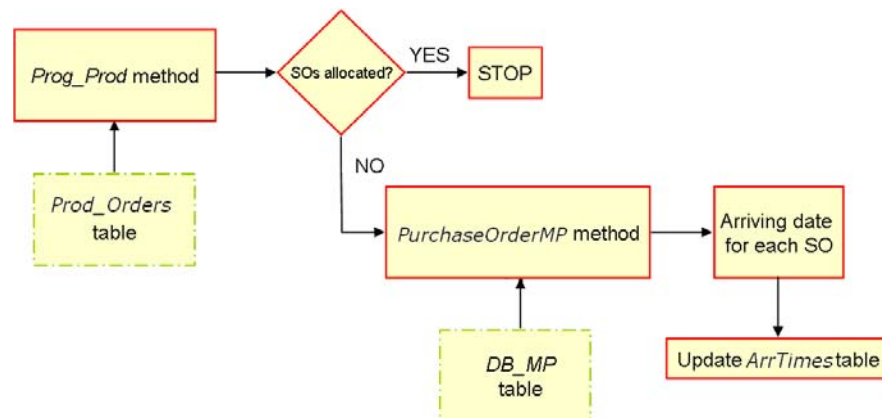 Prog_Prod method
SOs allocated?
YES
STOP
NO
Prod_Orders
table
PurchaseOrderMP method
Arriving date
for each SO
DB_MP
table
Update ArrTimes table